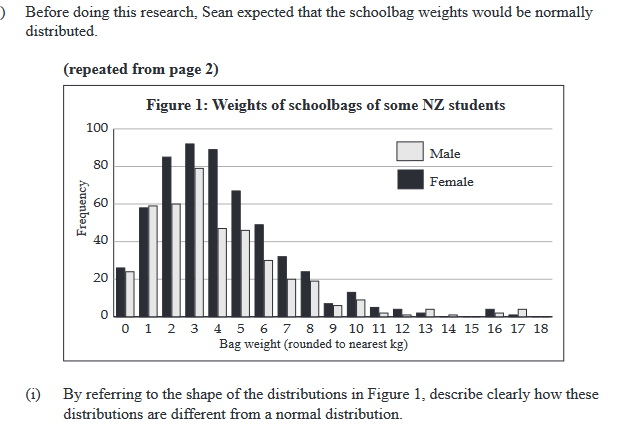 ) Before doing this research, Sean expected that the schoolbag weights would be normally
distributed.
(repeated from page 2)
Figure 1: Weights of schoolbags of some NZ students
100
80
60
40
20
0
Frequency
Male
Female
0 1 2 3 4 5 6 7 8 9 10 11 12 13 14 15 16 17 18
Bag weight (rounded to nearest kg)
(i) By referring to the shape of the distributions in Figure 1, describe clearly how these
distributions are different from a normal distribution.